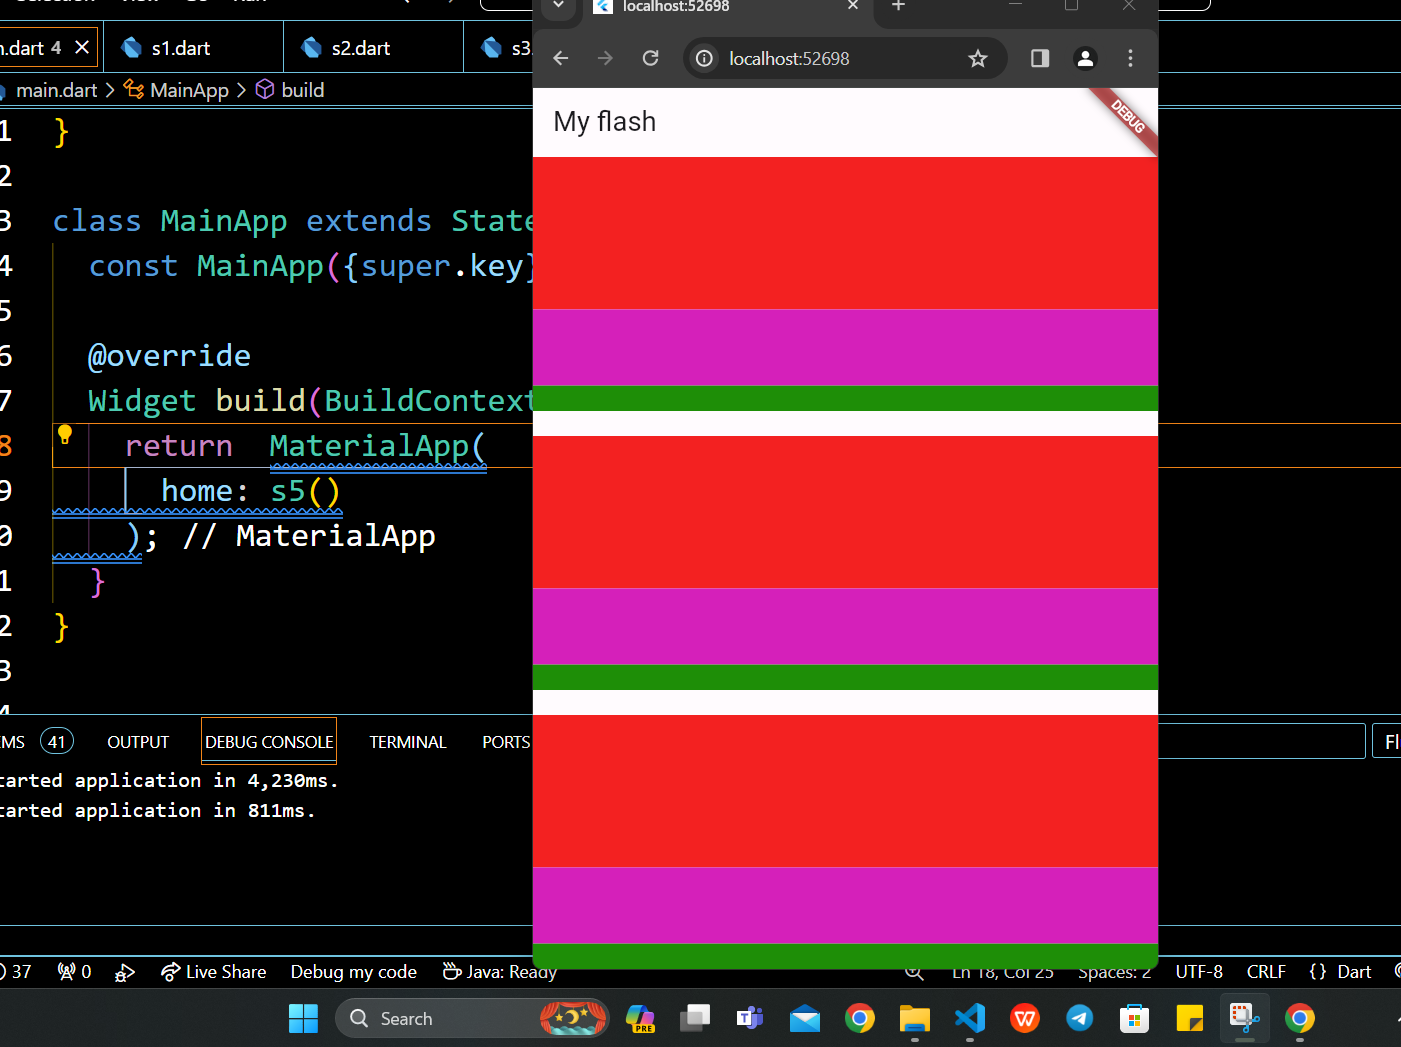 localhost:52698
n.dart 4
s1.dart
s2.dart
s3.
localhost:52698
main.dart > MainApp > build
My flash
DEBUG
1 }
2
3 class MainApp extends State
4 const MainApp({super.key}
5
6 @override
7 Widget build(BuildContext
8 return MaterialApp(
9 home: s5()
0 ); // MaterialApp
1 }
2 }
3
EMS 41 OUTPUT DEBUG CONSOLE TERMINAL PORTS
Fl
tarted application in 4,230ms.
tarted application in 811ms.
37 0 Live Share Debug my code Java: Ready Ln 18, Col 25 Spaces: 2 UTF-8 CRLF {} Dart
Search
PRE